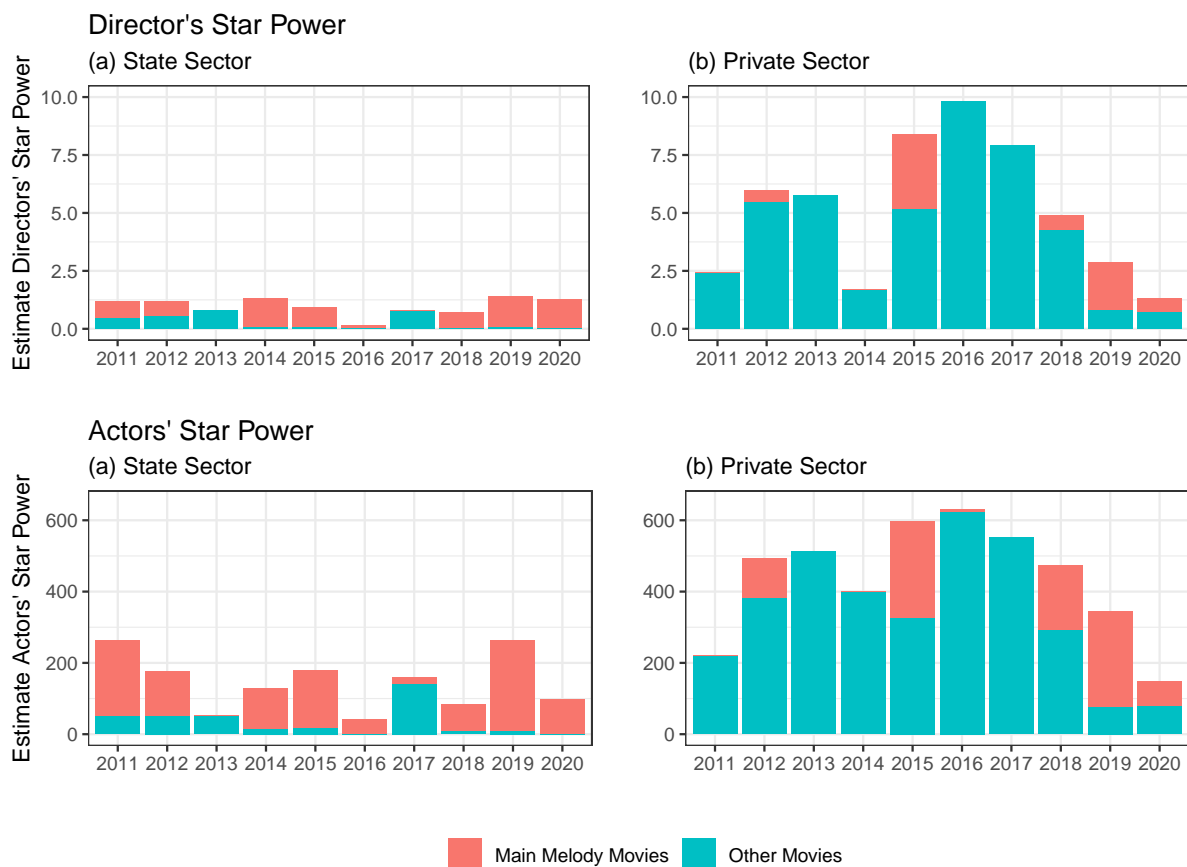 Director's Star Power
(a) State Sector
(b) Private Sector
Estimate Directors' Star Power
10.0
7.5
5.0
2.5
0.0
2011 2012 2013 2014 2015 2016 2017 2018 2019 2020
10.0
7.5
5.0
2.5
0.0
2011 2012 2013 2014 2015 2016 2017 2018 2019 2020
Actors' Star Power
(a) State Sector
(b) Private Sector
Estimate Actors' Star Power
600
400
200
0
2011 2012 2013 2014 2015 2016 2017 2018 2019 2020
600
400
200
0
2011 2012 2013 2014 2015 2016 2017 2018 2019 2020
Main Melody Movies Other Movies